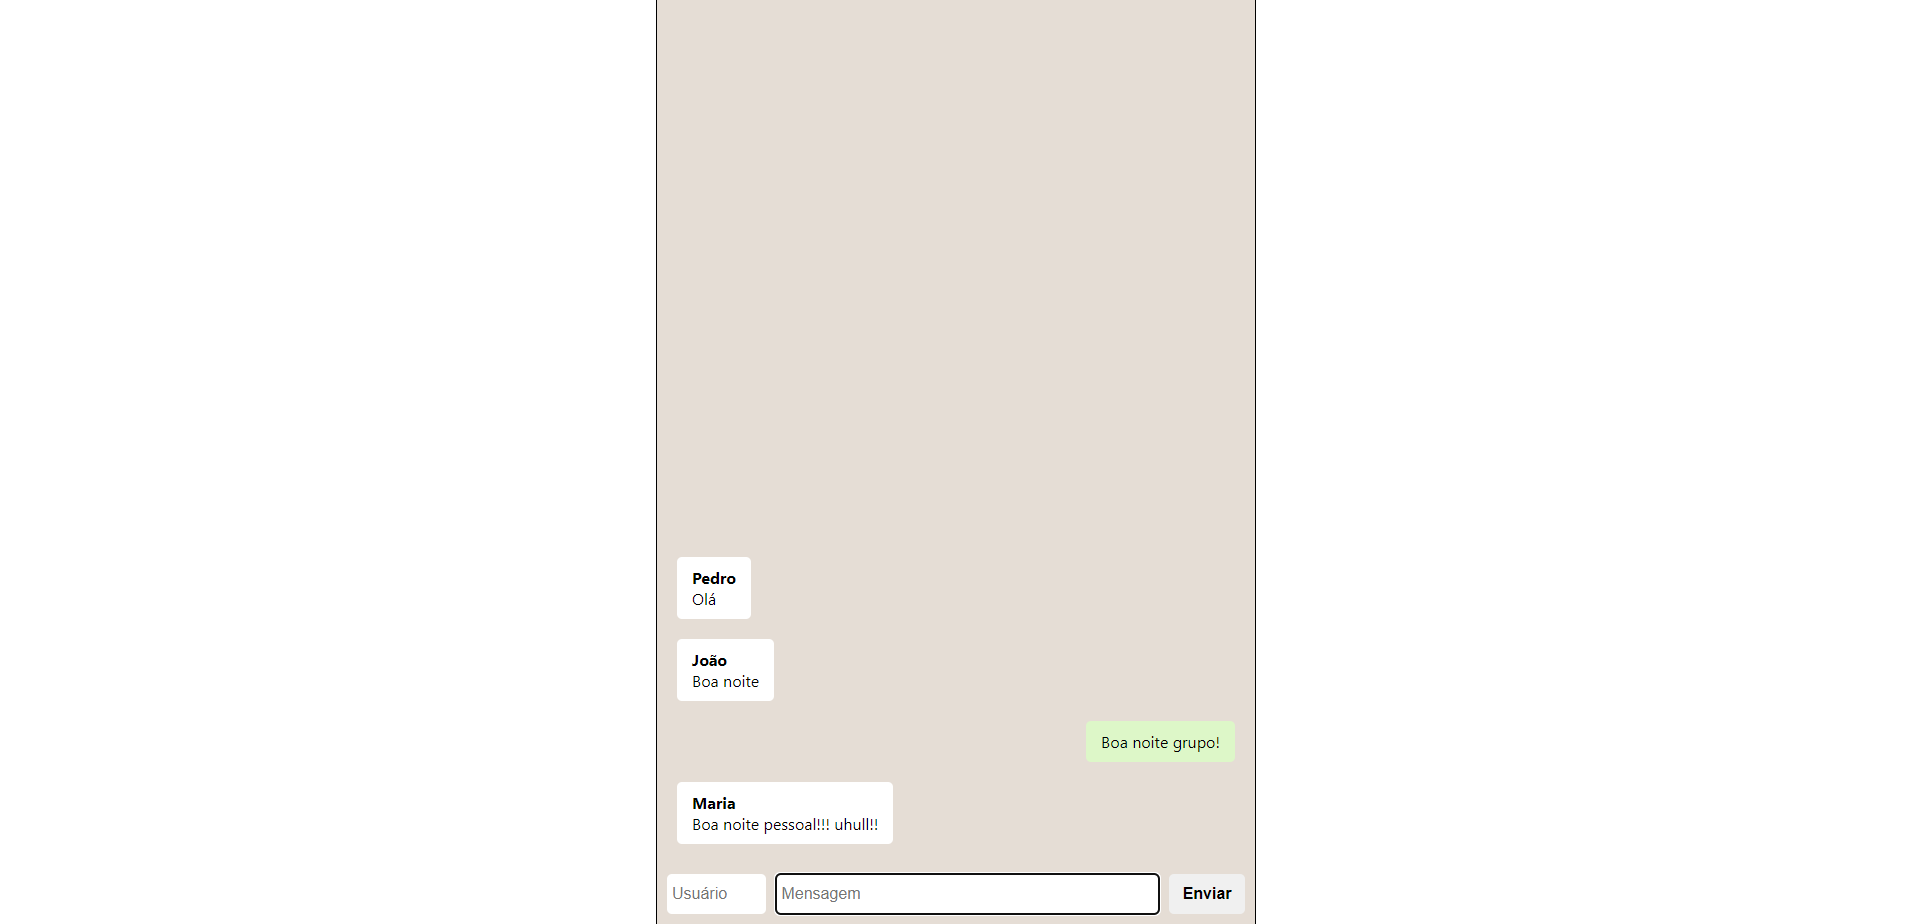 Pedro
Olá
João
Boa noite
Boa noite grupo!
Maria
Boa noite pessoal!!! uhull!!
Usuário
Mensagem
Enviar